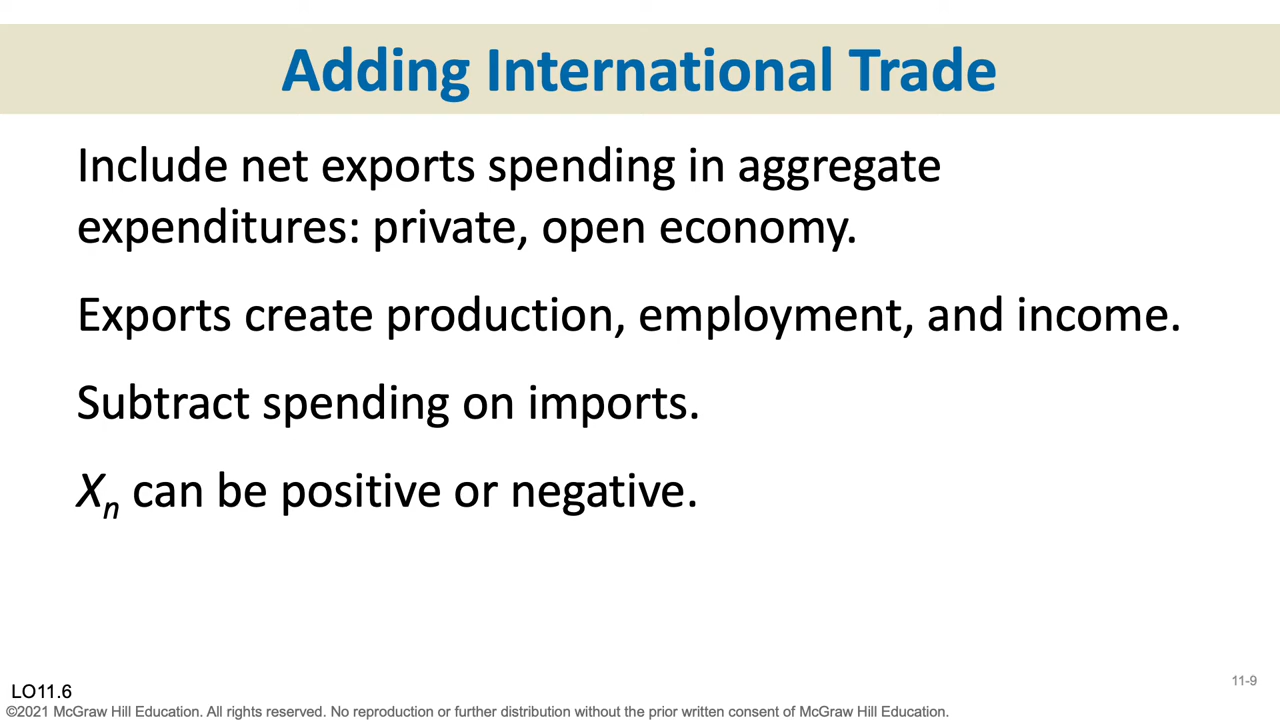 Adding International Trade
Include net exports spending in aggregate
expenditures: private, open economy.
Exports create production, employment, and income.
Subtract spending on imports.
Xn can be positive or negative.
LO11.6
11-9
©2021 McGraw Hill Education. All rights reserved. No reproduction or further distribution without the prior written consent of McGraw Hill Education.